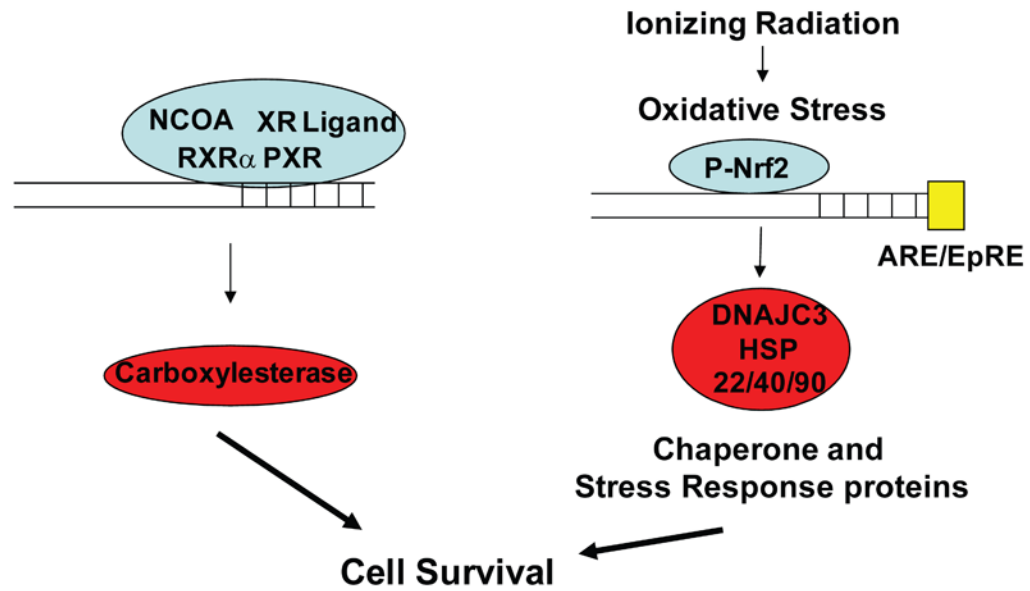 NCOA XR Ligand
RXRα PXR
Carboxylesterase
Ionizing Radiation
Oxidative Stress
P-Nrf2
ARE/EpRE
DNAJC3
HSP
22/40/90
Chaperone and
Stress Response proteins
Cell Survival